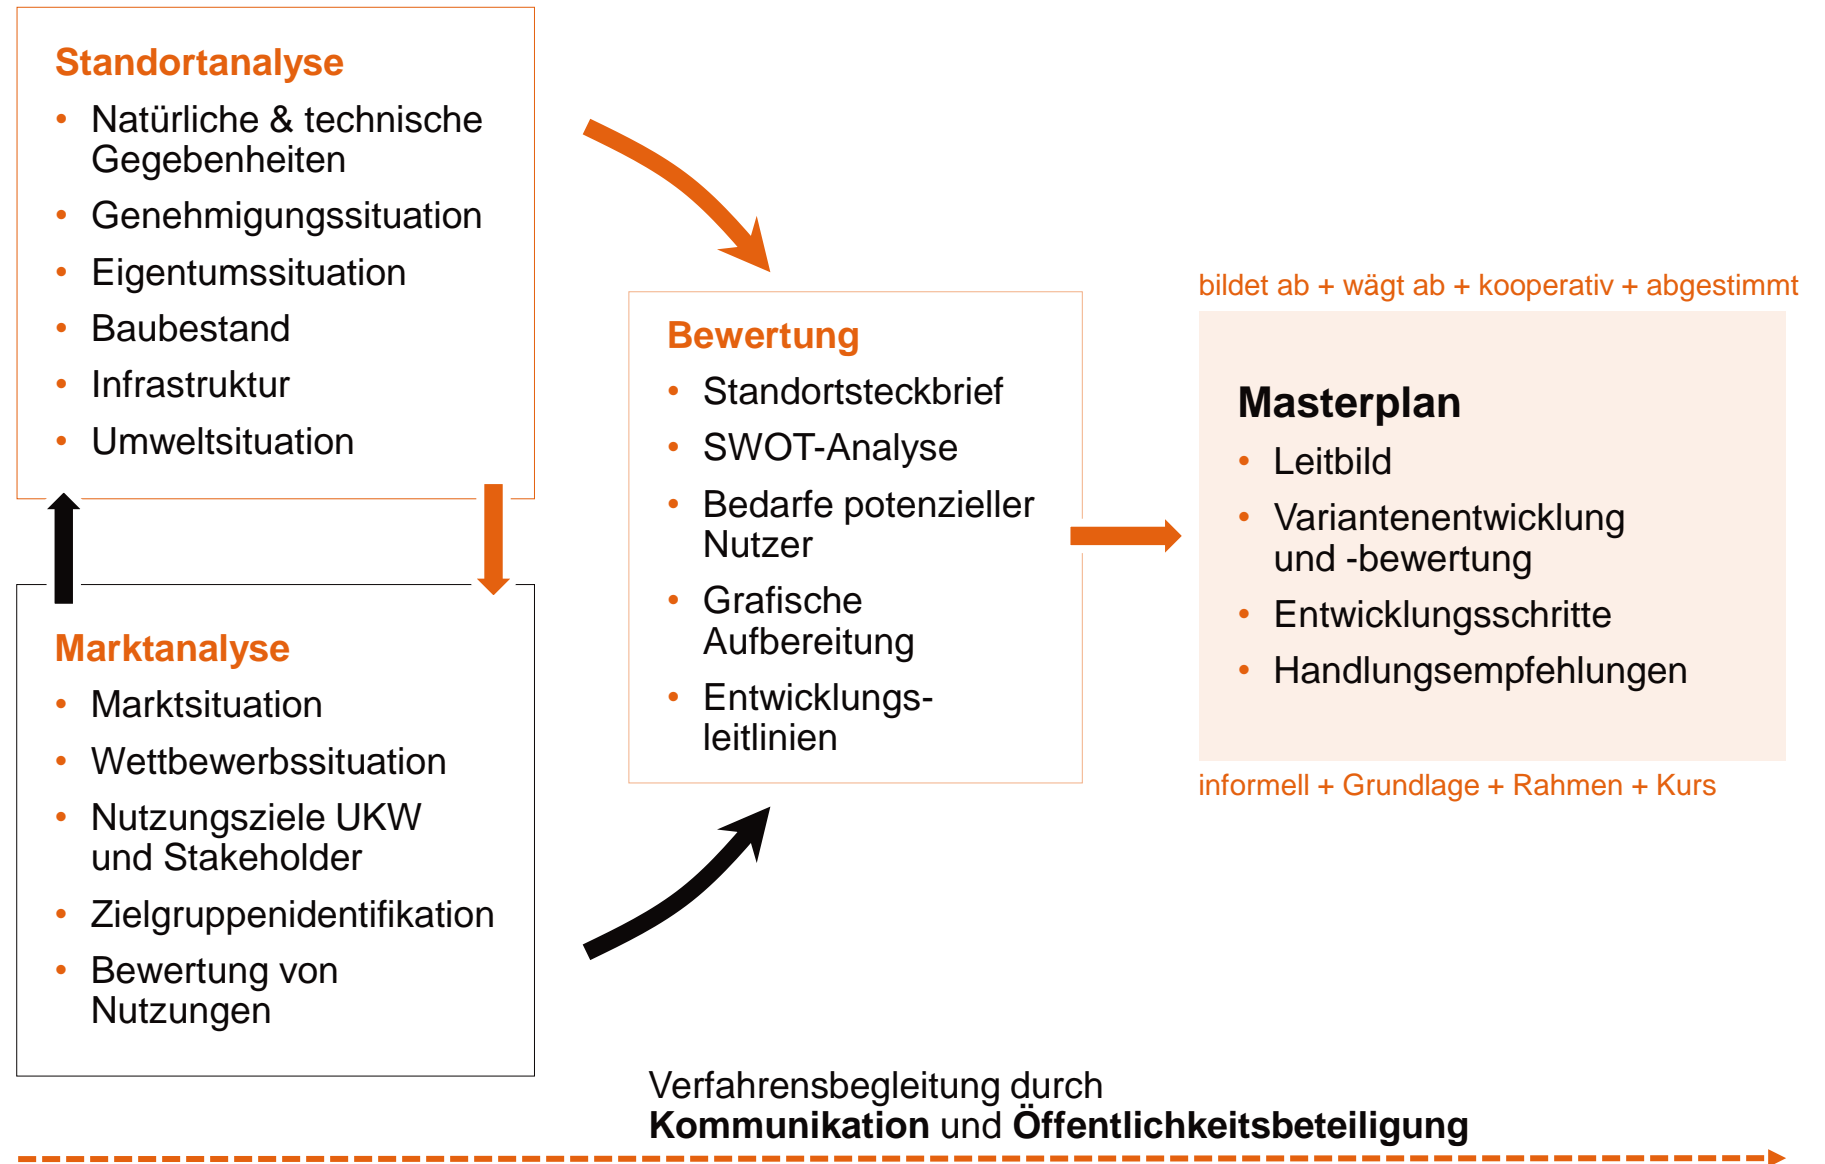 Standortanalyse
• Natürliche & technische
Gegebenheiten
• Genehmigungssituation
• Eigentumssituation
• Baubestand
• Infrastruktur
• Umweltsituation
Marktanalyse
• Marktsituation
• Wettbewerbssituation
• Nutzungsziele UKW
und Stakeholder
• Zielgruppenidentifikation
• Bewertung von
Nutzungen
Bewertung
• Standortsteckbrief
• SWOT-Analyse
• Bedarfe potenzieller
Nutzer
• Grafische
Aufbereitung
• Entwicklungs-
leitlinien
bildet ab + wägt ab + kooperativ + abgestimmt
Masterplan
• Leitbild
• Variantenentwicklung
und -bewertung
• Entwicklungsschritte
• Handlungsempfehlungen
informell + Grundlage + Rahmen + Kurs
Verfahrensbegleitung durch
Kommunikation und Öffentlichkeitsbeteiligung